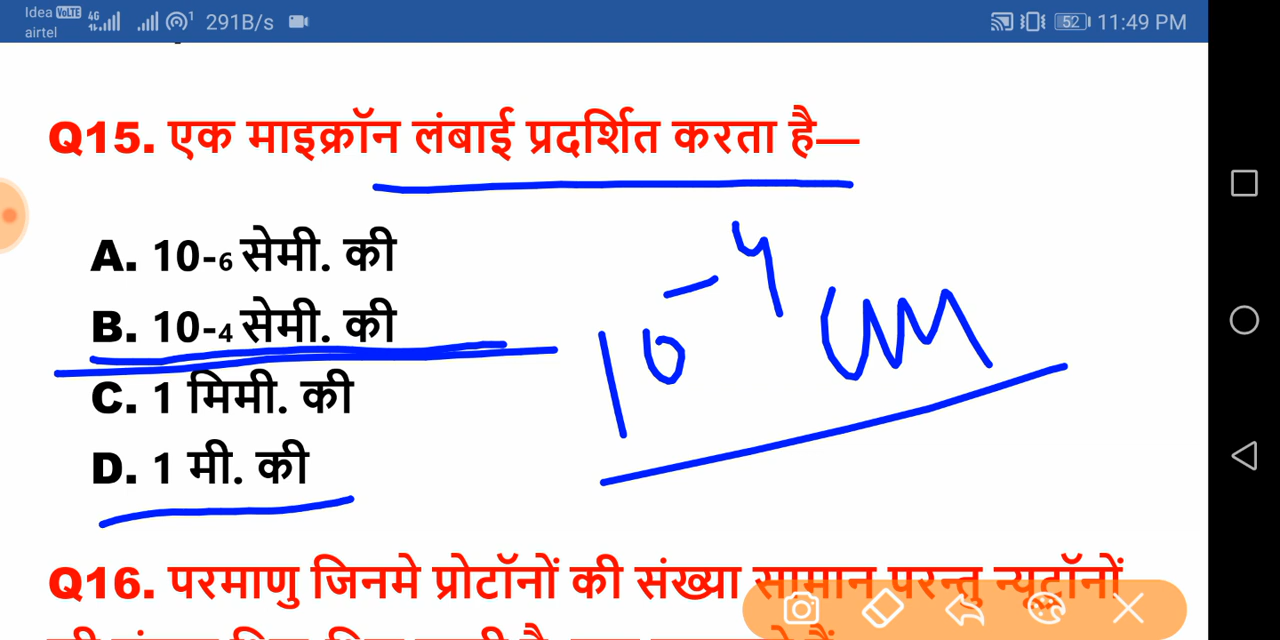 Idea VoLTE 4G 291B/s 52 11:49 PM
airtel
Q15. एक माइक्रॉन लंबाई प्रदर्शित करता है—
A. 10-6 सेमी. की
B. 10-4 सेमी. की
C. 1 मिमी. की
D. 1 मी. की
10-4 cm
Q16. परमाणु जिनमे प्रोटॉनों की संख्या सामान परन्तु न्यूट्रॉनों